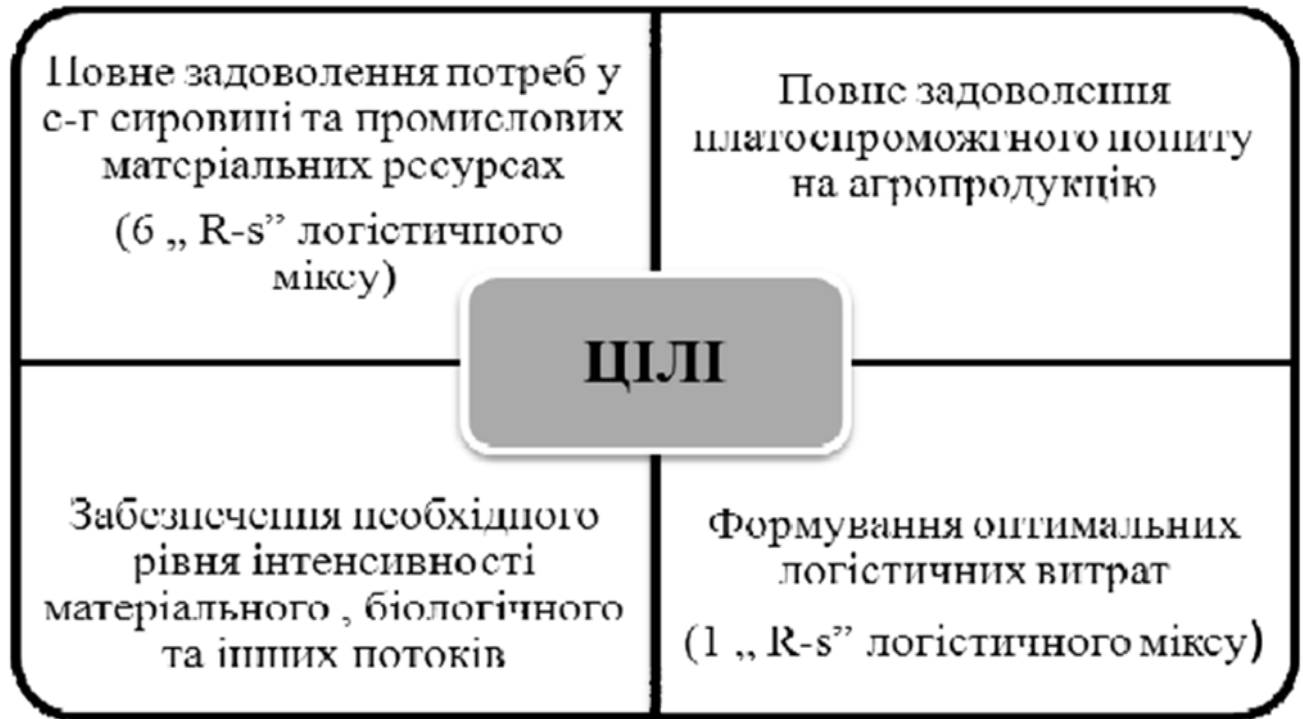 Повне задоволення потреб у
с-г сировині та промислових
матеріальних ресурсах
(6 „ R-s” логістичного
міксу)
Повне задоволення
платоспроможного попиту
на агропродукцію
ЦІЛІ
Забезпечення необхідного
рівня інтенсивності
матеріального , біологічного
та інших потоків
Формування оптимальних
логістичних витрат
(1 „ R-s” логістичного міксу)